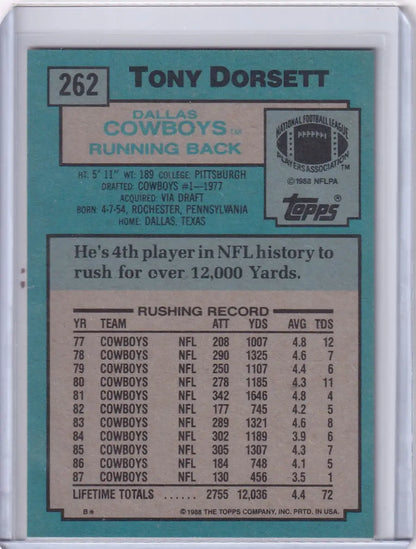 262 TONY DORSETT
DALLAS
COWBOYS TM
RUNNING BACK
NATIONAL FOOTBALL LEAGUE
PLAYERS ASSOCIATION
©1988 NFLPA
topps®
HT: 5' 11" WT: 189 COLLEGE: PITTSBURGH
DRAFTED: COWBOYS #1—1977
ACQUIRED: VIA DRAFT
BORN: 4-7-54, ROCHESTER, PENNSYLVANIA
HOME: DALLAS, TEXAS
He's 4th player in NFL history to
rush for over 12,000 Yards.
RUSHING RECORD
YR TEAM ATT YDS AVG TDS
77 COWBOYS NFL 208 1007 4.8 12
78 COWBOYS NFL 290 1325 4.6 7
79 COWBOYS NFL 250 1107 4.4 6
80 COWBOYS NFL 278 1185 4.3 11
81 COWBOYS NFL 342 1646 4.8 4
82 COWBOYS NFL 177 745 4.2 5
83 COWBOYS NFL 289 1321 4.6 8
84 COWBOYS NFL 302 1189 3.9 6
85 COWBOYS NFL 305 1307 4.3 7
86 COWBOYS NFL 184 748 4.1 5
87 COWBOYS NFL 130 456 3.5 1
LIFETIME TOTALS ...... 2755 12,036 4.4 72
B* ©1988 THE TOPPS COMPANY, INC. PRTD. IN USA.